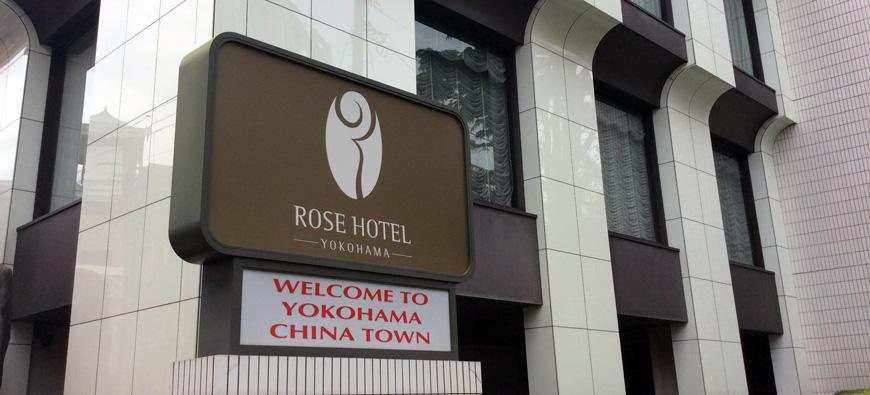 ROSE HOTEL
YOKOHAMA
WELCOME TO
YOKOHAMA
CHINA TOWN